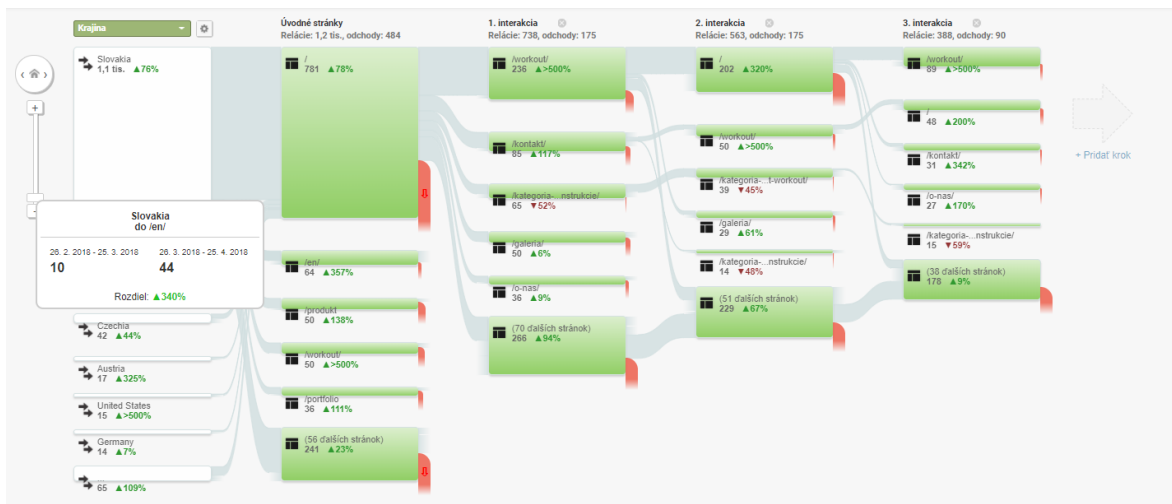 Krajina
Úvodné stránky
Relácie: 1,2 tis., odchody: 484
1. interakcia
Relácie: 738, odchody: 175
2. interakcia
Relácie: 563, odchody: 175
3. interakcia
Relácie: 388, odchody: 90
Slovakia
1,1 tis. ▲76%
Slovakia
do /en/
26. 2. 2018 - 25. 3. 2018 26. 3. 2018 - 25. 4. 2018
10 44
Rozdiel: ▲340%
Czechia
42 ▲44%
Austria
17 ▲325%
United States
15 ▲>500%
Germany
14 ▲7%
...
65 ▲109%
/
781 ▲78%
/en/
64 ▲357%
/produkt
50 ▲138%
/workout/
50 ▲>500%
/portfolio
36 ▲111%
(56 ďalších stránok)
241 ▲23%
/workout/
236 ▲>500%
/kontakt/
85 ▲117%
/kategoria-...nstrukcie/
65 ▼52%
/galeria/
50 ▲6%
/o-nas/
36 ▲9%
(70 ďalších stránok)
266 ▲94%
/
202 ▲320%
/workout/
50 ▲>500%
/kategoria-...t-workout/
39 ▼45%
/galeria/
29 ▲61%
/kategoria-...nstrukcie/
14 ▼48%
(51 ďalších stránok)
229 ▲67%
/workout/
89 ▲>500%
/
48 ▲200%
/kontakt/
31 ▲342%
/o-nas/
27 ▲170%
/kategoria-...nstrukcie/
15 ▼59%
(38 ďalších stránok)
178 ▲9%
+ Pridať krok